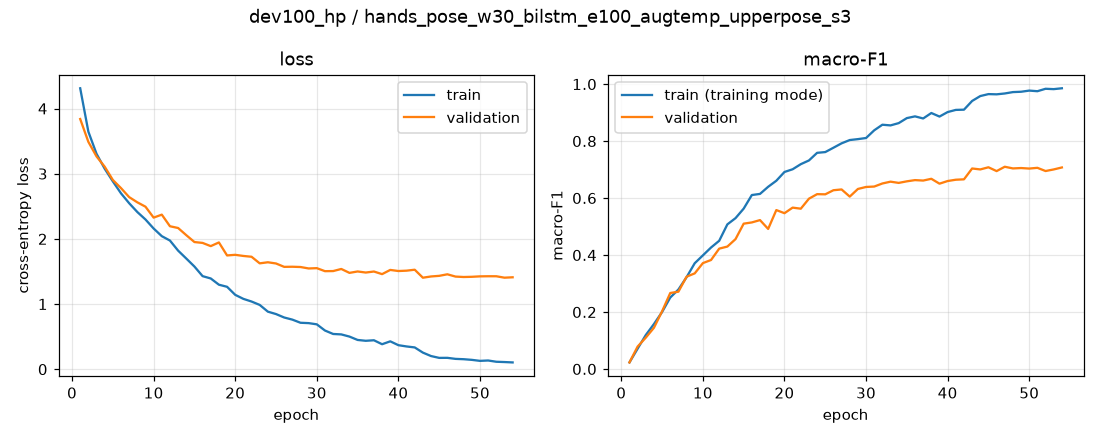 dev100_hp / hands_pose_w30_bilstm_e100_augtemp_upperpose_s3
loss
cross-entropy loss
4
3
2
1
0
train
validation
0 10 20 30 40 50
epoch
macro-F1
macro-F1
1.0
0.8
0.6
0.4
0.2
0.0
train (training mode)
validation
0 10 20 30 40 50
epoch